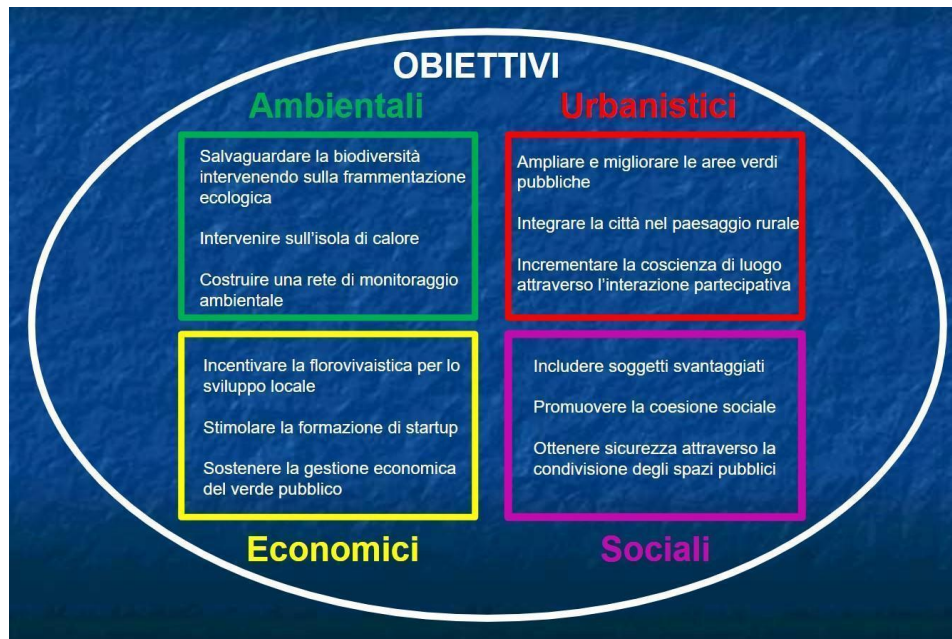 OBIETTIVI
Ambientali
Salvaguardare la biodiversità
intervenendo sulla frammentazione
ecologica
Intervenire sull'isola di calore
Costruire una rete di monitoraggio
ambientale
Urbanistici
Ampliare e migliorare le aree verdi
pubbliche
Integrare la città nel paesaggio rurale
Incrementare la coscienza di luogo
attraverso l'interazione partecipativa
Incentivare la florovivaistica per lo
sviluppo locale
Stimolare la formazione di startup
Sostenere la gestione economica
del verde pubblico
Economici
Includere soggetti svantaggiati
Promuovere la coesione sociale
Ottenere sicurezza attraverso la
condivisione degli spazi pubblici
Sociali